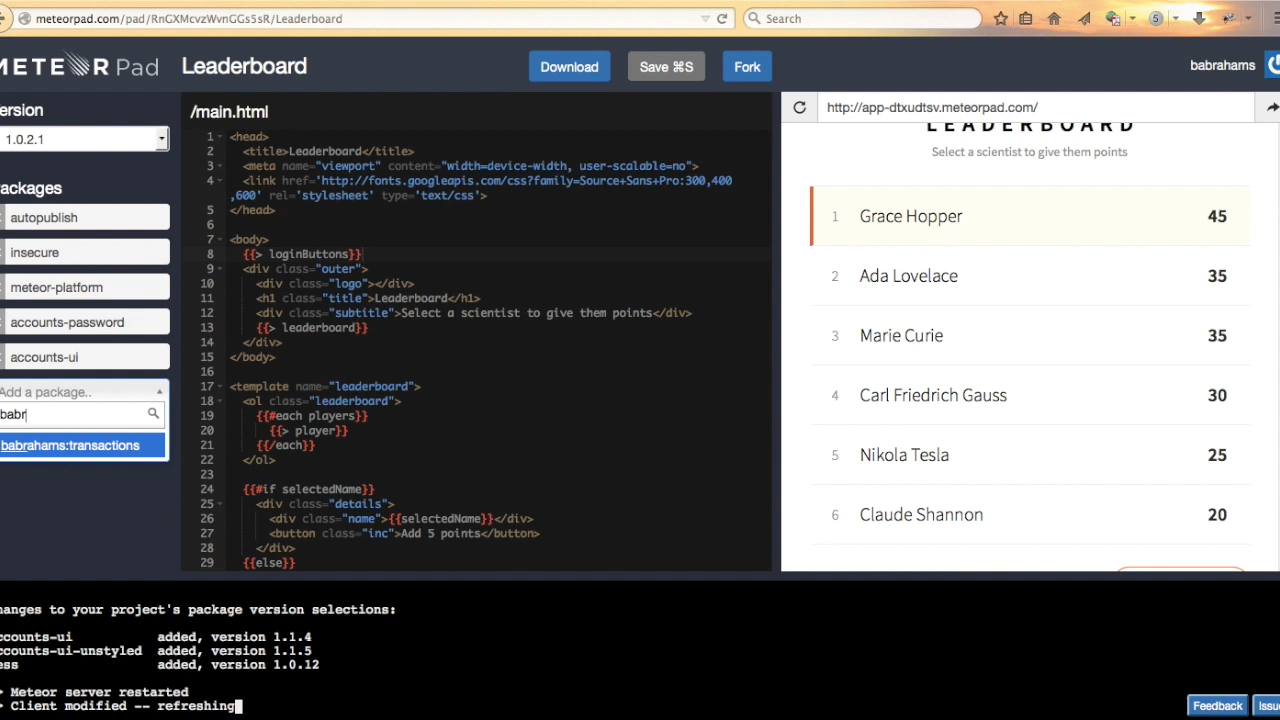 meteorpad.com/pad/RnGXMcvzWvnGGs5sR/Leaderboard
Search
5
METEOR Pad
Leaderboard
Download
Save ⌘S
Fork
babrahams
ersion
1.0.2.1
ackages
autopublish
insecure
meteor-platform
accounts-password
accounts-ui
Add a package..
babr
babrahams:transactions
/main.html
1 <head>
2 <title>Leaderboard</title>
3 <meta name="viewport" content="width=device-width, user-scalable=no">
4 <link href='http://fonts.googleapis.com/css?family=Source+Sans+Pro:300,400
,600' rel='stylesheet' type='text/css'>
5 </head>
6
7 <body>
8 {{> loginButtons}}
9 <div class="outer">
10 <div class="logo"></div>
11 <h1 class="title">Leaderboard</h1>
12 <div class="subtitle">Select a scientist to give them points</div>
13 {{> leaderboard}}
14 </div>
15 </body>
16
17 <template name="leaderboard">
18 <ol class="leaderboard">
19 {{#each players}}
20 {{> player}}
21 {{/each}}
22 </ol>
23
24 {{#if selectedName}}
25 <div class="details">
26 <div class="name">{{selectedName}}</div>
27 <button class="inc">Add 5 points</button>
28 </div>
29 {{else}}
http://app-dtxudtsv.meteorpad.com/
LEADERBOARD
Select a scientist to give them points
1 Grace Hopper 45
2 Ada Lovelace 35
3 Marie Curie 35
4 Carl Friedrich Gauss 30
5 Nikola Tesla 25
6 Claude Shannon 20
hanges to your project's package version selections:
ccounts-ui added, version 1.1.4
ccounts-ui-unstyled added, version 1.1.5
ess added, version 1.0.12
> Meteor server restarted
> Client modified -- refreshing
Feedback
Issu